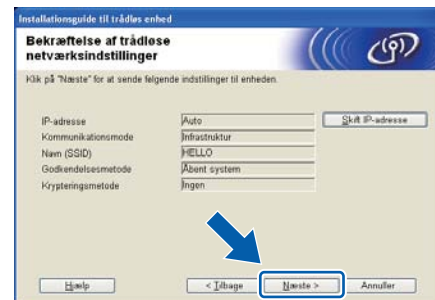 Installationsguide til trådløs enhed
Bekræftelse af trådløse
netværksindstillinger
Klik på "Næste" for at sende følgende indstillinger til enheden.
IP-adresse Auto Skift IP-adresse
Kommunikationsmode Infrastruktur
Navn (SSID) HELLO
Godkendelsesmetode Åbent system
Krypteringsmetode Ingen
Hjælp < Tilbage Næste > Annuller